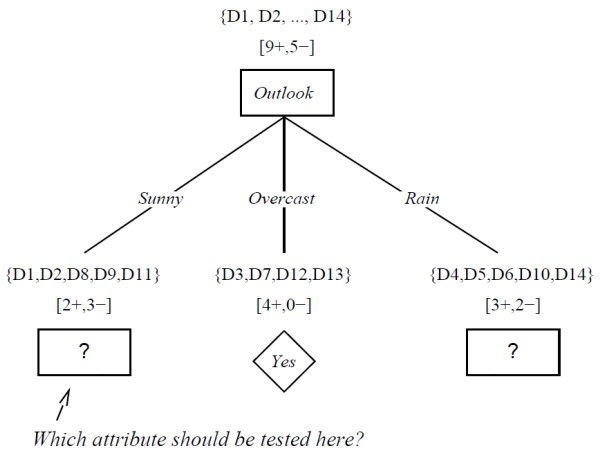 {D1, D2, ..., D14}
[9+,5−]
Outlook
Sunny
Overcast
Rain
{D1,D2,D8,D9,D11}
{D3,D7,D12,D13}
{D4,D5,D6,D10,D14}
[2+,3−]
[4+,0−]
[3+,2−]
?
Yes
?
Which attribute should be tested here?